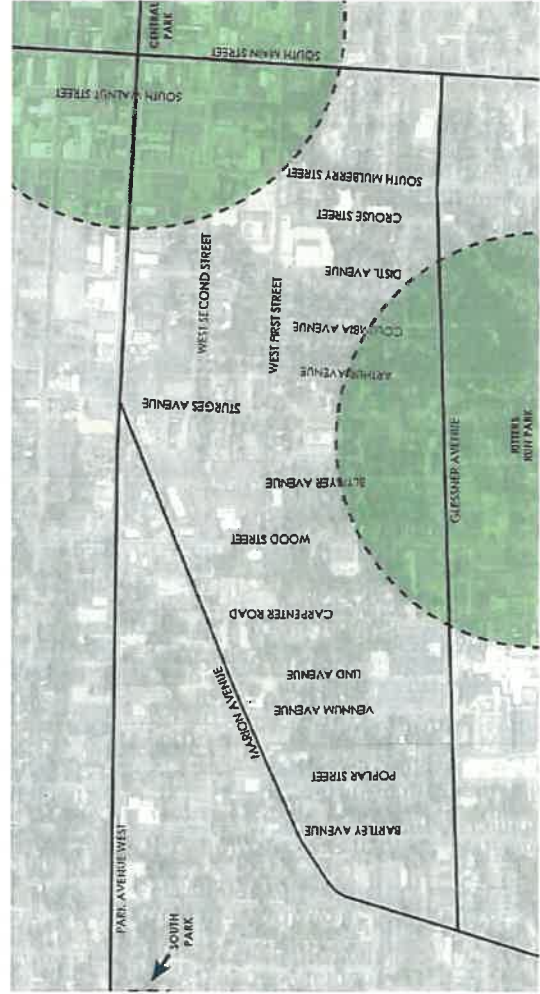 CENTRAL
PARK
SOUTH MAIN STREET
SOUTH WALNUT STREET
SOUTH MULBERRY STREET
CROUSE STREET
WEST SECOND STREET
WEST FIRST STREET
DISTL AVENUE
COLUMBIA AVENUE
ARTHUR AVENUE
STURGES AVENUE
AVENUE
WOOD STREET
GLESSNER AVENUE
RITTERS
RUN PARK
CARPENTER ROAD
LIND AVENUE
VENNUM AVENUE
MARION AVENUE
POPLAR STREET
BARTLEY AVENUE
PARK AVENUE WEST
SOUTH
PARK